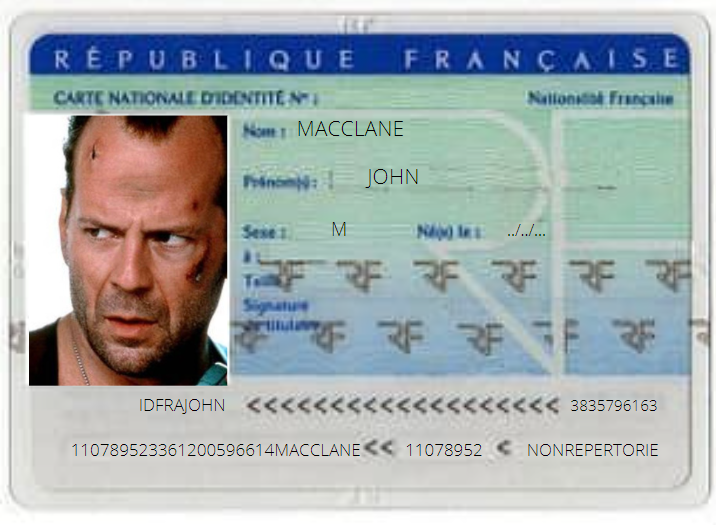 RÉPUBLIQUE FRANÇAISE
CARTE NATIONALE D'IDENTITÉ N° : Nationalité Française
Nom : MACCLANE
Prénom(s) : JOHN
Sexe : M Né(e) le : ../../...
à :
Taille
Signature
du titulaire
RF RF RF RF RF RF
RF RF RF RF RF RF
IDFRAJOHN <<<<<<<<<<<<<<<<<<< 3835796163
110789523361200596614MACCLANE<< 11078952 < NONREPERTORIE